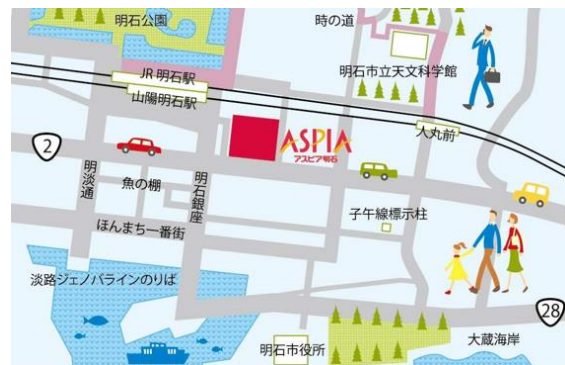 明石公園
時の道
JR 明石駅
山陽明石駅
明石市立天文科学館
人丸前
ASPIA
アスピア明石
2
明淡通
魚の棚
明石銀座
子午線標示柱
ほんまち一番街
淡路ジェノバラインのりば
28
明石市役所
大蔵海岸